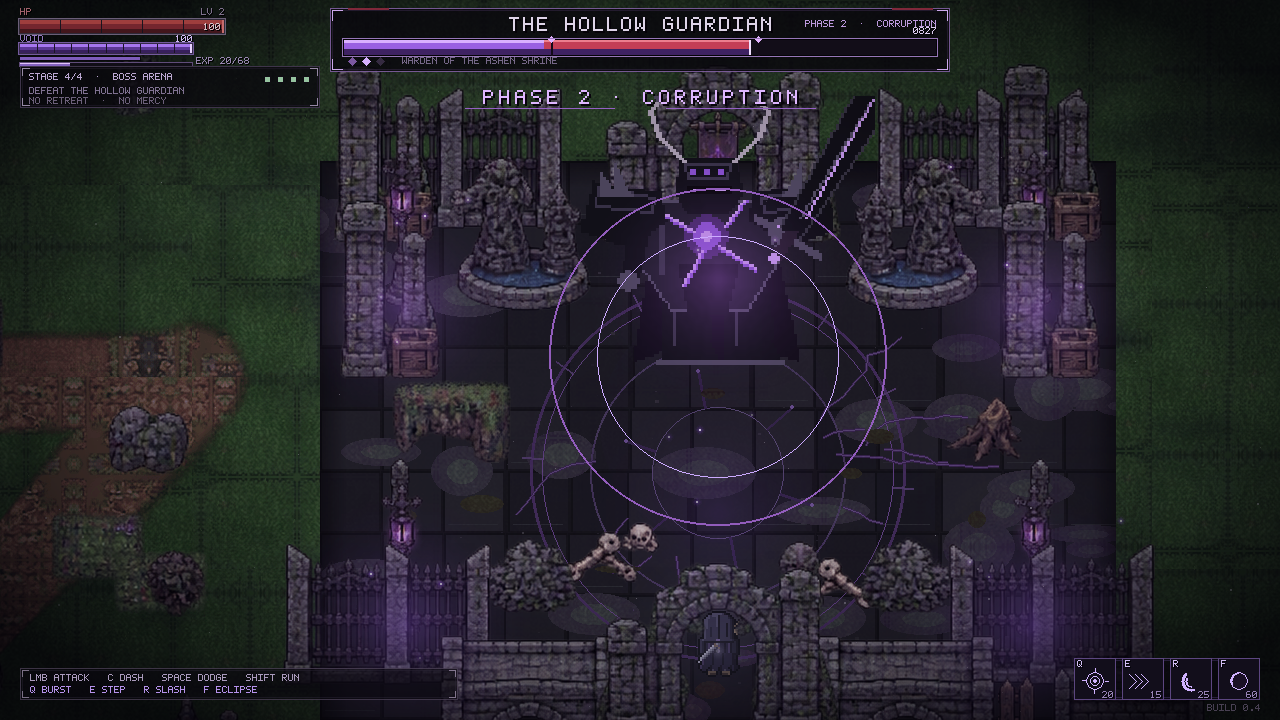 HP
LV 2
100
VOID
100
EXP 20/68
STAGE 4/4 · BOSS ARENA
DEFEAT THE HOLLOW GUARDIAN
NO RETREAT · NO MERCY
THE HOLLOW GUARDIAN
PHASE 2 · CORRUPTION
0827
WARDEN OF THE ASHEN SHRINE
PHASE 2 · CORRUPTION
LMB ATTACK C DASH SPACE DODGE SHIFT RUN
Q BURST E STEP R SLASH F ECLIPSE
Q
E
R
F
20
15
25
60
BUILD 0.4